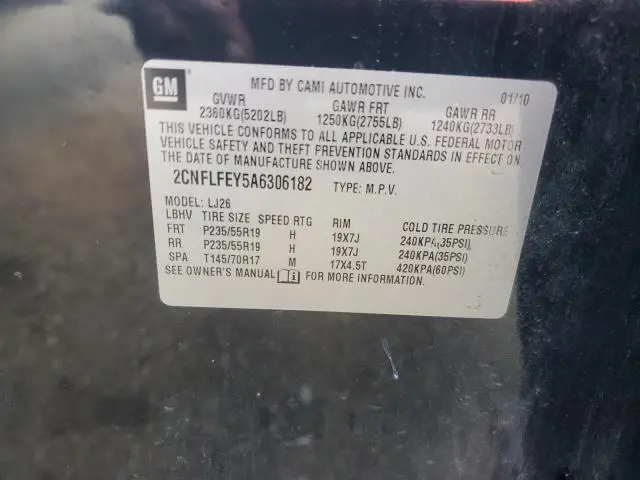 GM
MFD BY CAMI AUTOMOTIVE INC. 01/10
GVWR GAWR FRT GAWR RR
2360KG(5202LB) 1250KG(2755LB) 1240KG(2733LB)
THIS VEHICLE CONFORMS TO ALL APPLICABLE U.S. FEDERAL MOTOR
VEHICLE SAFETY AND THEFT PREVENTION STANDARDS IN EFFECT ON
THE DATE OF MANUFACTURE SHOWN ABOVE.
2CNFLFEY5A6306182 TYPE: M.P.V.
MODEL: LJ26
LBHV TIRE SIZE SPEED RTG RIM COLD TIRE PRESSURE
FRT P235/55R19 H 19X7J 240KPA(35PSI)
RR P235/55R19 H 19X7J 240KPA(35PSI)
SPA T145/70R17 M 17X4.5T 420KPA(60PSI)
SEE OWNER'S MANUAL FOR MORE INFORMATION.